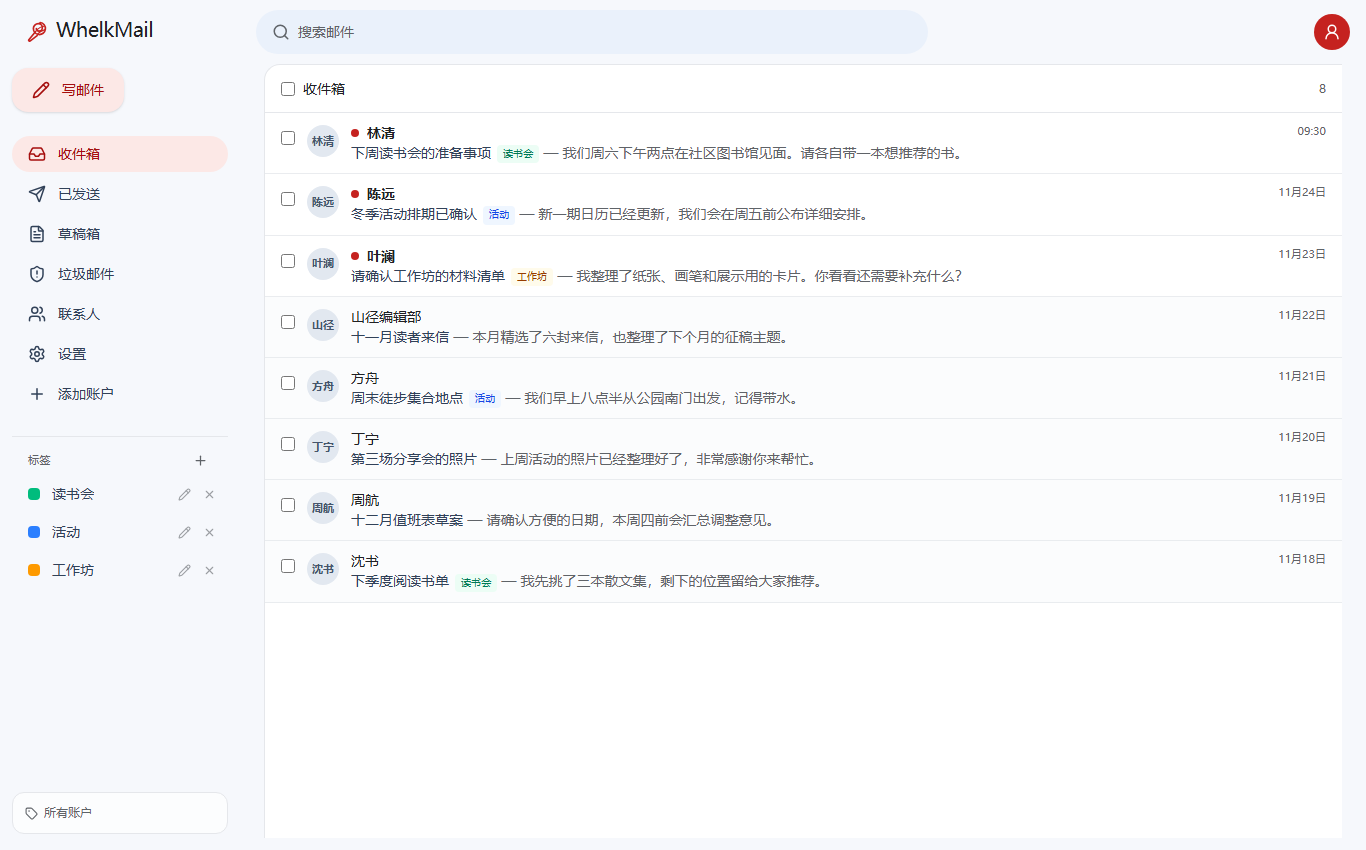 WhelkMail
搜索邮件
写邮件
收件箱
已发送
草稿箱
垃圾邮件
联系人
设置
添加账户
标签
读书会
活动
工作坊
所有账户
收件箱 8
林清 林清 09:30
下周读书会的准备事项 读书会 — 我们周六下午两点在社区图书馆见面。请各自带一本想推荐的书。
陈远 陈远 11月24日
冬季活动排期已确认 活动 — 新一期日历已经更新，我们会在周五前公布详细安排。
叶澜 叶澜 11月23日
请确认工作坊的材料清单 工作坊 — 我整理了纸张、画笔和展示用的卡片。你看看还需要补充什么？
山径 山径编辑部 11月22日
十一月读者来信 — 本月精选了六封来信，也整理了下个月的征稿主题。
方舟 方舟 11月21日
周末徒步集合地点 活动 — 我们早上八点半从公园南门出发，记得带水。
丁宁 丁宁 11月20日
第三场分享会的照片 — 上周活动的照片已经整理好了，非常感谢你来帮忙。
周航 周航 11月19日
十二月值班表草案 — 请确认方便的日期，本周四前会汇总调整意见。
沈书 沈书 11月18日
下季度阅读书单 读书会 — 我先挑了三本散文集，剩下的位置留给大家推荐。